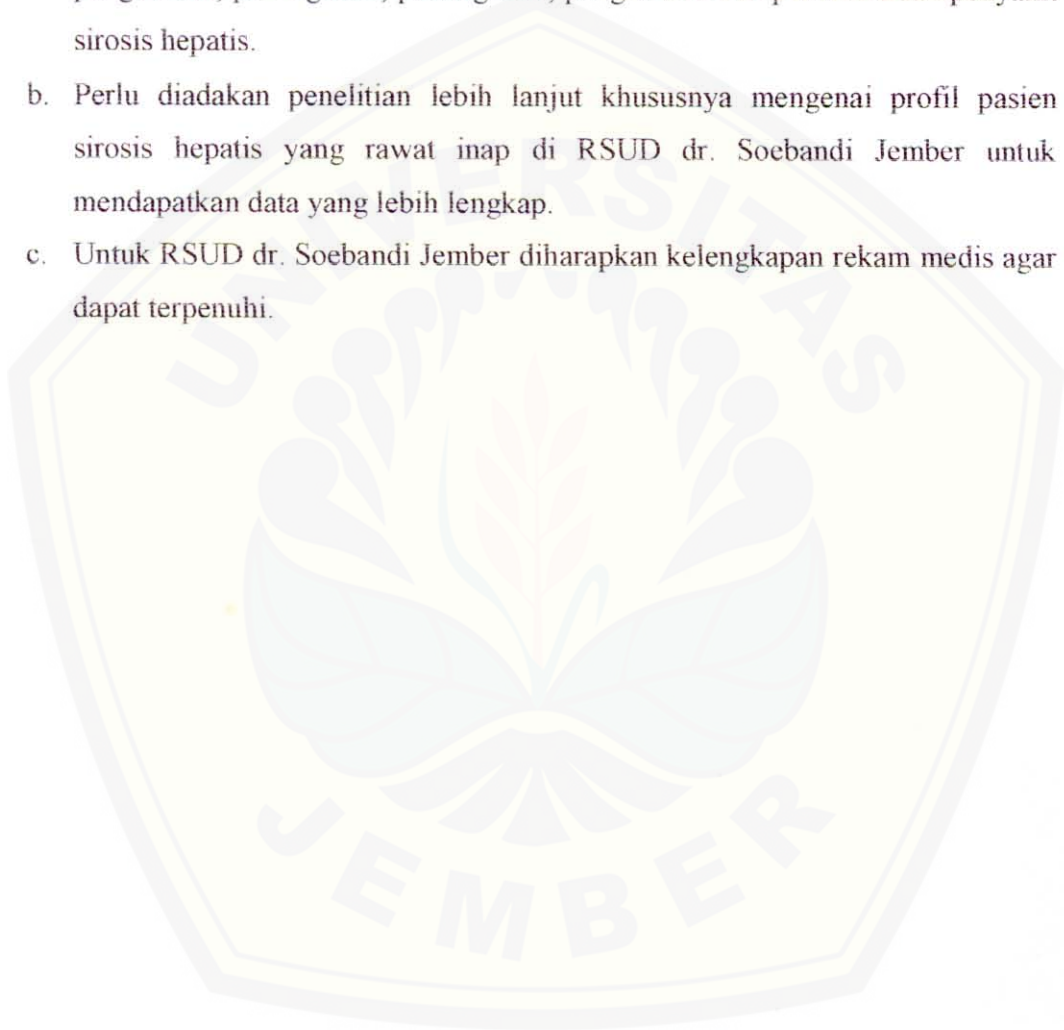 sirosis hepatis.
b. Perlu diadakan penelitian lebih lanjut khususnya mengenai profil pasien
sirosis hepatis yang rawat inap di RSUD dr. Soebandi Jember untuk
mendapatkan data yang lebih lengkap.
c. Untuk RSUD dr. Soebandi Jember diharapkan kelengkapan rekam medis agar
dapat terpenuhi.
UNIVERSITAS
JEMBER